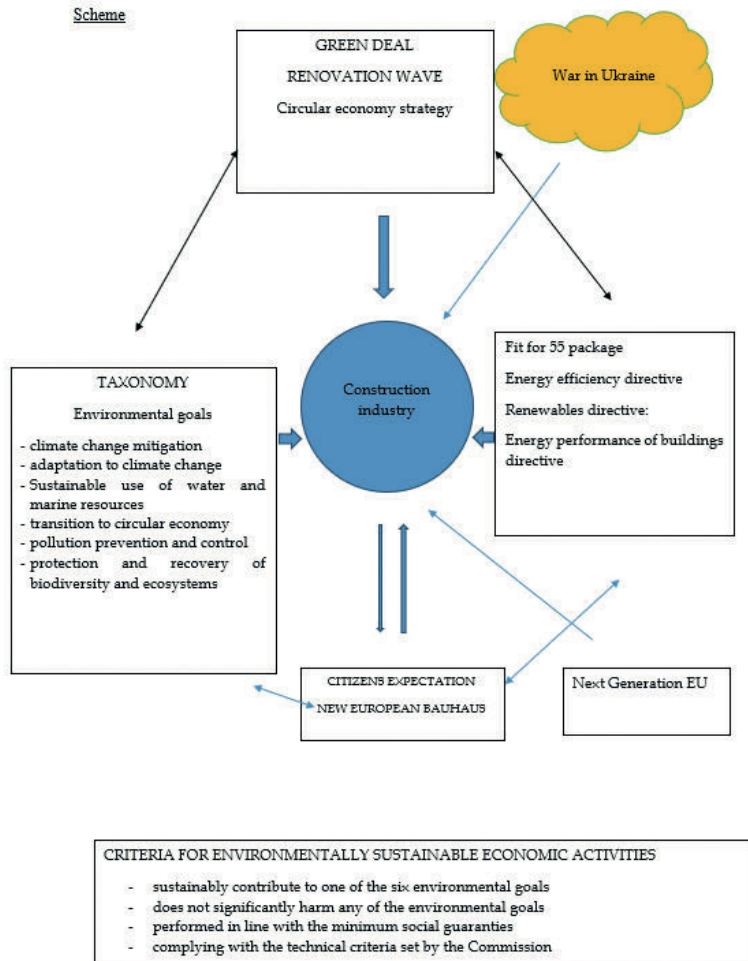 Scheme
GREEN DEAL
RENOVATION WAVE
Circular economy strategy
War in Ukraine
Construction
industry
Fit for 55 package
Energy efficiency directive
Renewables directive:
Energy performance of buildings
directive
TAXONOMY
Environmental goals
- climate change mitigation
- adaptation to climate change
- Sustainable use of water and
marine resources
- transition to circular economy
- pollution prevention and control
- protection and recovery of
biodiversity and ecosystems
CITIZENS EXPECTATION
NEW EUROPEAN BAUHAUS
Next Generation EU
CRITERIA FOR ENVIRONMENTALLY SUSTAINABLE ECONOMIC ACTIVITIES
- sustainably contribute to one of the six environmental goals
- does not significantly harm any of the environmental goals
- performed in line with the minimum social guaranties
- complying with the technical criteria set by the Commission